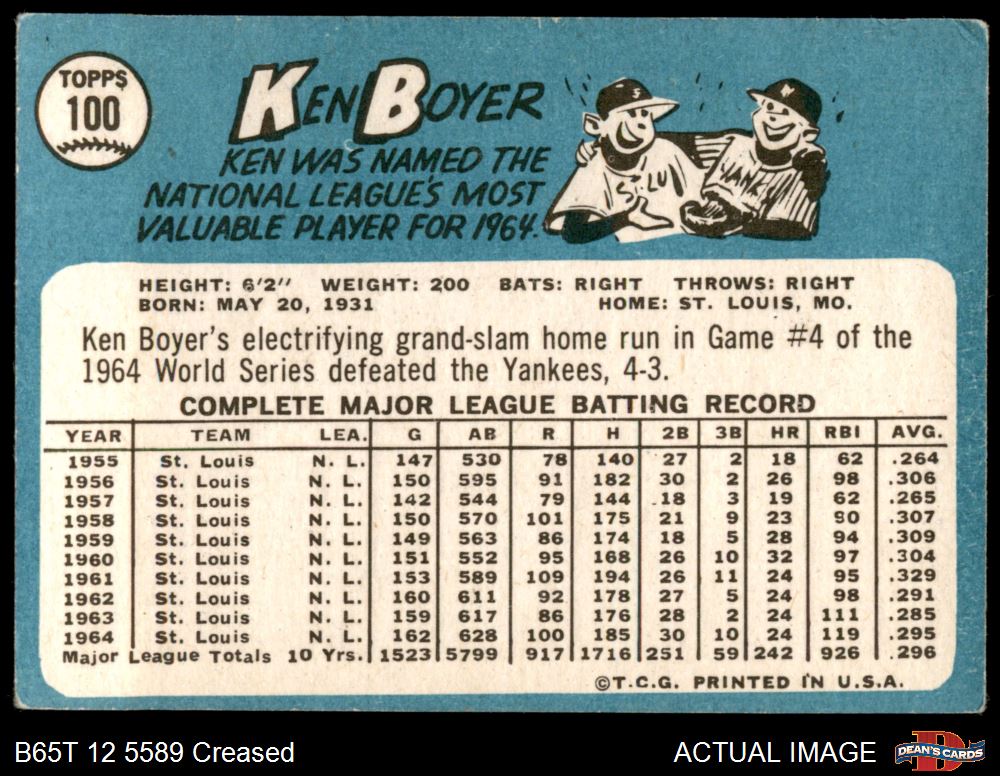 TOPPS
100
KEN BOYER
KEN WAS NAMED THE
NATIONAL LEAGUE'S MOST
VALUABLE PLAYER FOR 1964.
S
ST. LU
YANK
HEIGHT: 6'2" WEIGHT: 200 BATS: RIGHT THROWS: RIGHT
BORN: MAY 20, 1931 HOME: ST. LOUIS, MO.
Ken Boyer's electrifying grand-slam home run in Game #4 of the
1964 World Series defeated the Yankees, 4-3.
COMPLETE MAJOR LEAGUE BATTING RECORD
YEAR TEAM LEA. G AB R H 2B 3B HR RBI AVG.
1955 St. Louis N. L. 147 530 78 140 27 2 18 62 .264
1956 St. Louis N. L. 150 595 91 182 30 2 26 98 .306
1957 St. Louis N. L. 142 544 79 144 18 3 19 62 .265
1958 St. Louis N. L. 150 570 101 175 21 9 23 90 .307
1959 St. Louis N. L. 149 563 86 174 18 5 28 94 .309
1960 St. Louis N. L. 151 552 95 168 26 10 32 97 .304
1961 St. Louis N. L. 153 589 109 194 26 11 24 95 .329
1962 St. Louis N. L. 160 611 92 178 27 5 24 98 .291
1963 St. Louis N. L. 159 617 86 176 28 2 24 111 .285
1964 St. Louis N. L. 162 628 100 185 30 10 24 119 .295
Major League Totals 10 Yrs. 1523 5799 917 1716 251 59 242 926 .296
©T.C.G. PRINTED IN U.S.A.
B65T 12 5589 Creased
ACTUAL IMAGE
D
DEAN'S CARDS